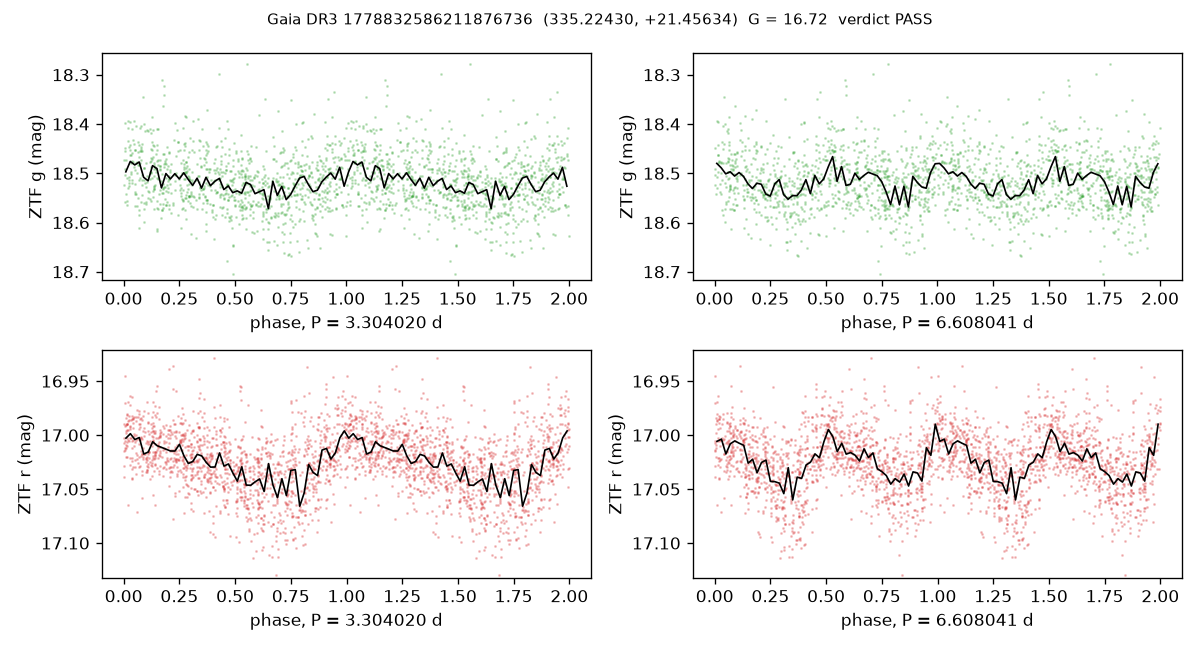 Gaia DR3 1778832586211876736 (335.22430, +21.45634) G = 16.72 verdict PASS
ZTF g (mag)
18.3
18.4
18.5
18.6
18.7
0.00 0.25 0.50 0.75 1.00 1.25 1.50 1.75 2.00
phase, P = 3.304020 d
ZTF g (mag)
18.3
18.4
18.5
18.6
18.7
0.00 0.25 0.50 0.75 1.00 1.25 1.50 1.75 2.00
phase, P = 6.608041 d
ZTF r (mag)
16.95
17.00
17.05
17.10
0.00 0.25 0.50 0.75 1.00 1.25 1.50 1.75 2.00
phase, P = 3.304020 d
ZTF r (mag)
16.95
17.00
17.05
17.10
0.00 0.25 0.50 0.75 1.00 1.25 1.50 1.75 2.00
phase, P = 6.608041 d